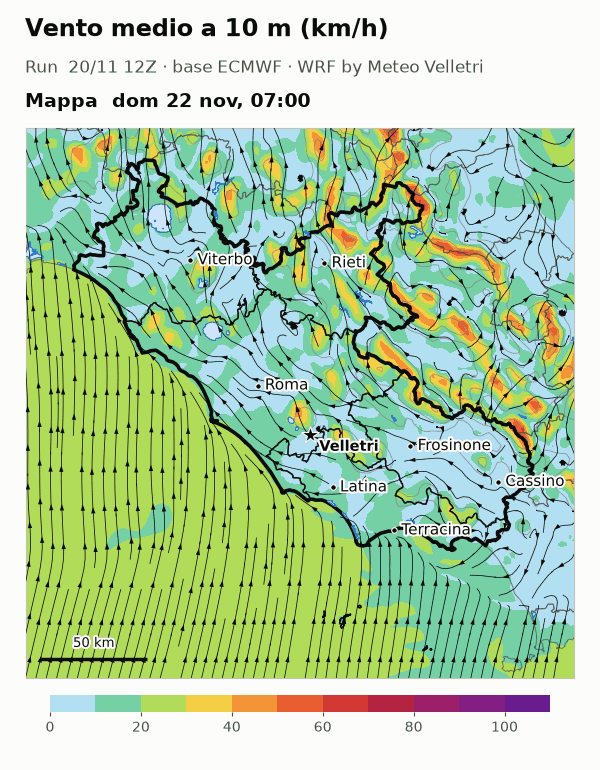 Vento medio a 10 m (km/h)
Run 20/11 12Z · base ECMWF · WRF by Meteo Velletri
Mappa dom 22 nov, 07:00
Viterbo
Rieti
Roma
Velletri
Frosinone
Cassino
Latina
Terracina
50 km
0 20 40 60 80 100